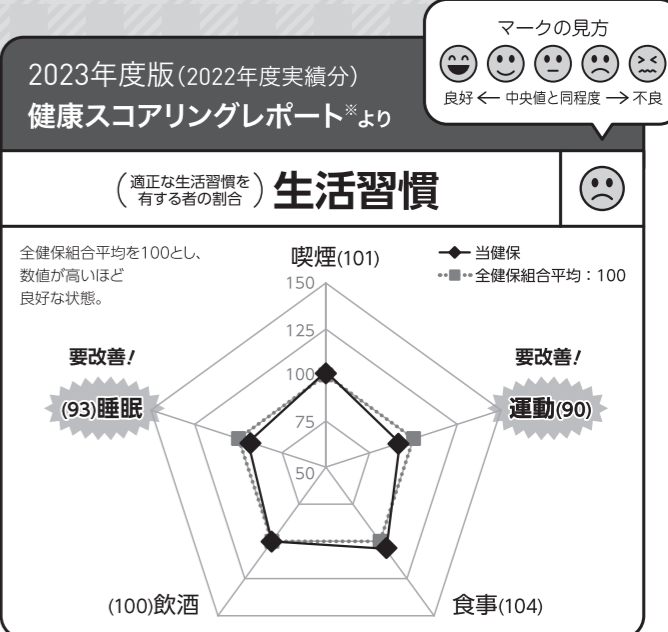 マークの見方
良好 ← 中央値と同程度 → 不良
2023年度版(2022年度実績分)
健康スコアリングレポート※より
(適正な生活習慣を
有する者の割合)
生活習慣
全健保組合平均を100とし、
数値が高いほど
良好な状態。
当健保
全健保組合平均:100
喫煙(101)
150
125
100
75
50
要改善!
(93)睡眠
要改善!
運動(90)
(100)飲酒
食事(104)